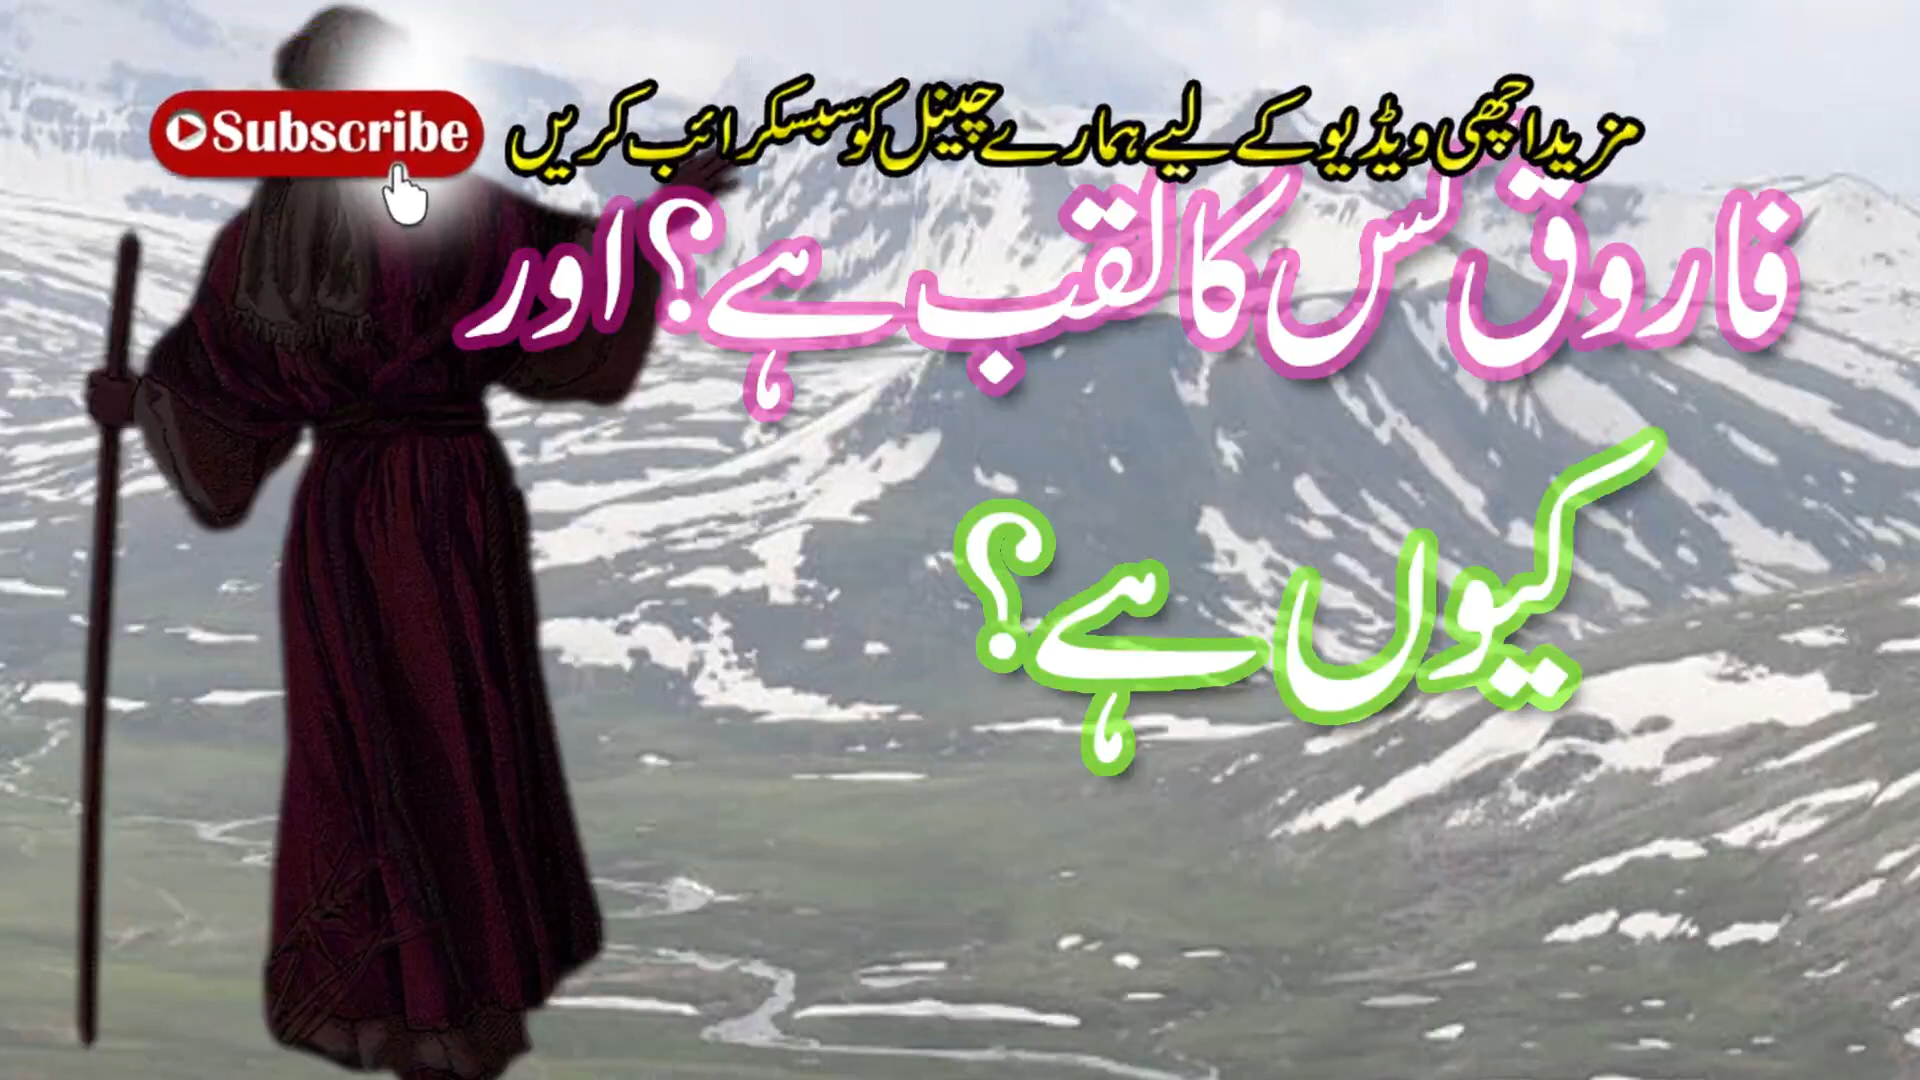 Subscribe مزید اچھی ویڈیو کے لیے ہمارے چینل کو سبسکرائب کریں
فاروق کس کا لقب ہے؟ اور
کیوں ہے؟